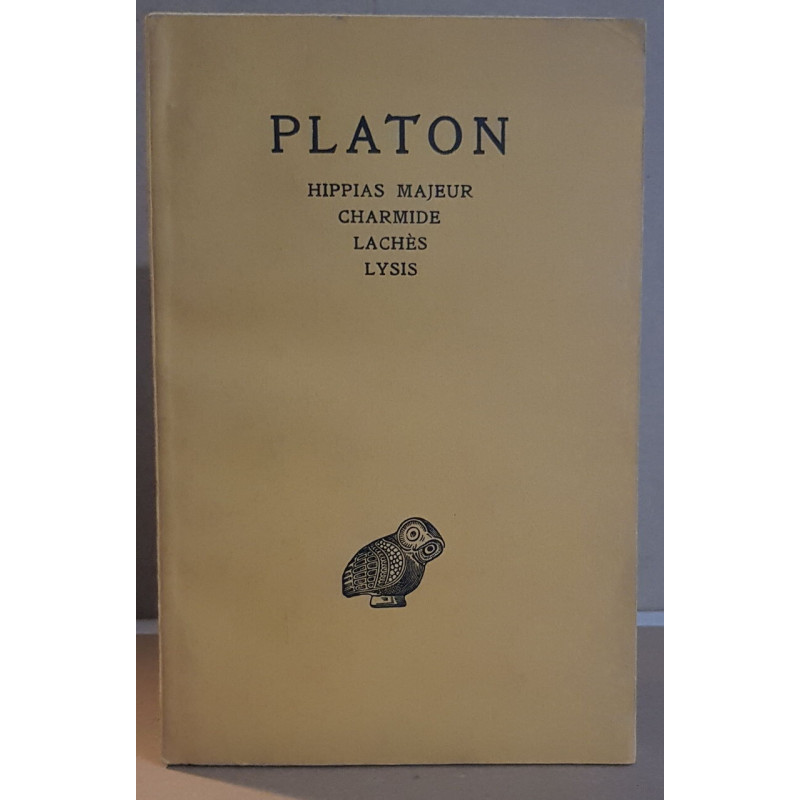 PLATON
HIPPIAS MAJEUR
CHARMIDE
LACHÈS
LYSIS